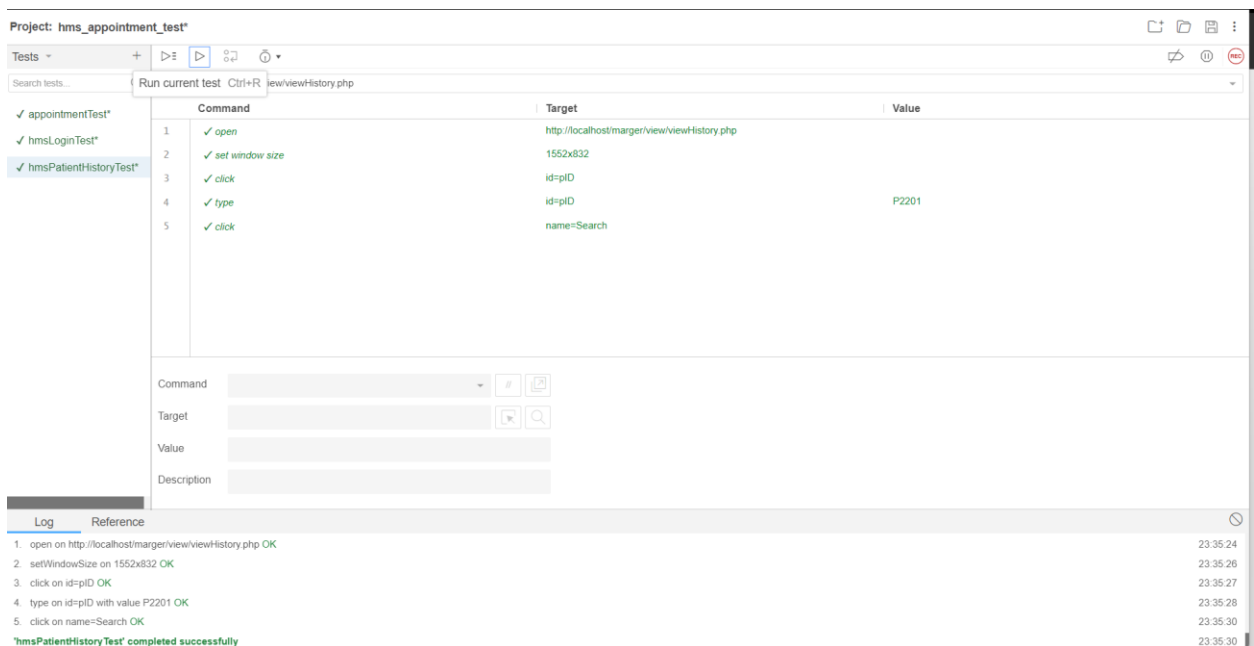 Project: hms_appointment_test*
Tests
Run current test Ctrl+R iew/viewHistory.php
Search tests...
Command Target Value
✓ appointmentTest*
✓ hmsLoginTest*
✓ hmsPatientHistoryTest*
1 ✓ open http://localhost/marger/view/viewHistory.php
2 ✓ set window size 1552x832
3 ✓ click id=pID
4 ✓ type id=pID P2201
5 ✓ click name=Search
Command //
Target
Value
Description
REC
Log Reference
1. open on http://localhost/marger/view/viewHistory.php OK 23:35:24
2. setWindowSize on 1552x832 OK 23:35:26
3. click on id=pID OK 23:35:27
4. type on id=pID with value P2201 OK 23:35:28
5. click on name=Search OK 23:35:30
'hmsPatientHistoryTest' completed successfully 23:35:30